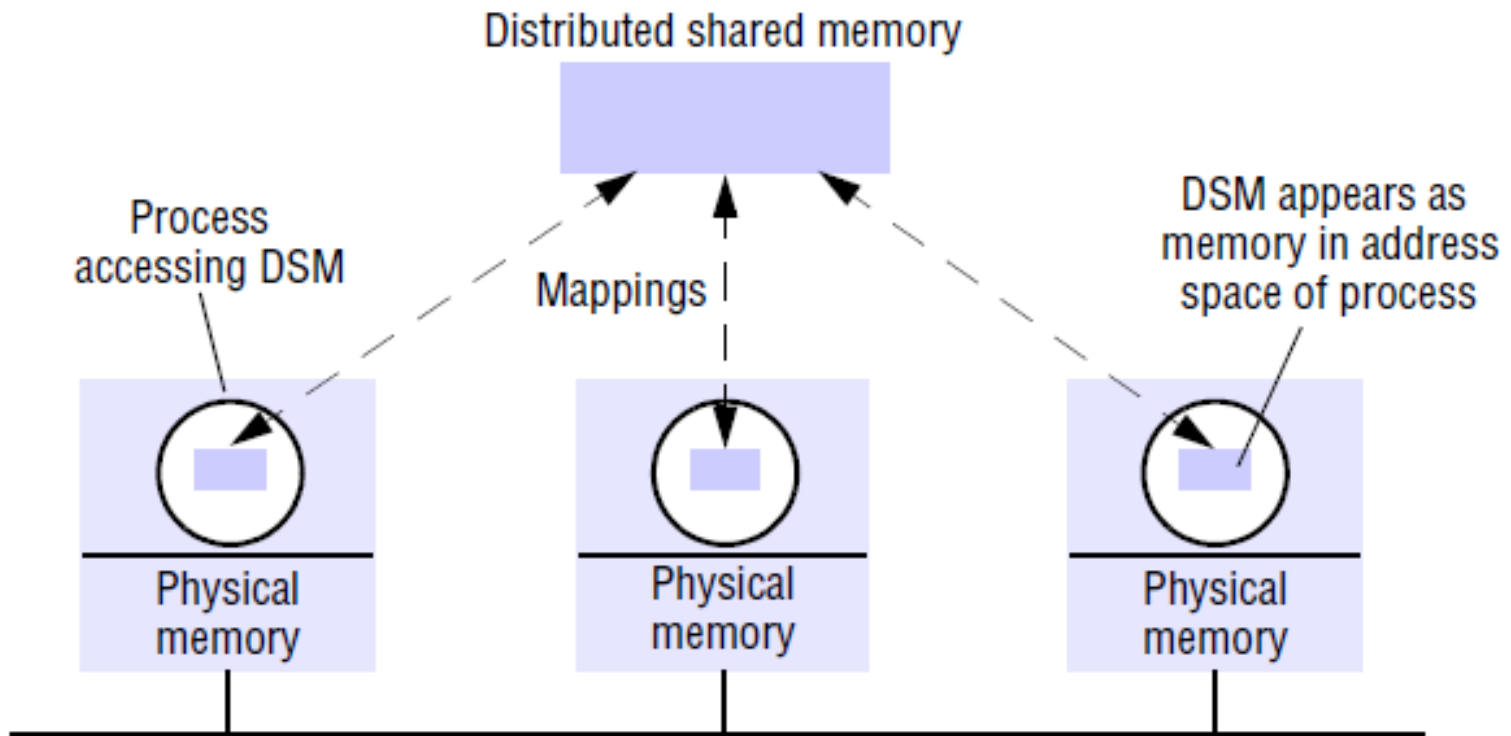 Distributed shared memory
Process
accessing DSM
Mappings
DSM appears as
memory in address
space of process
Physical
memory
Physical
memory
Physical
memory